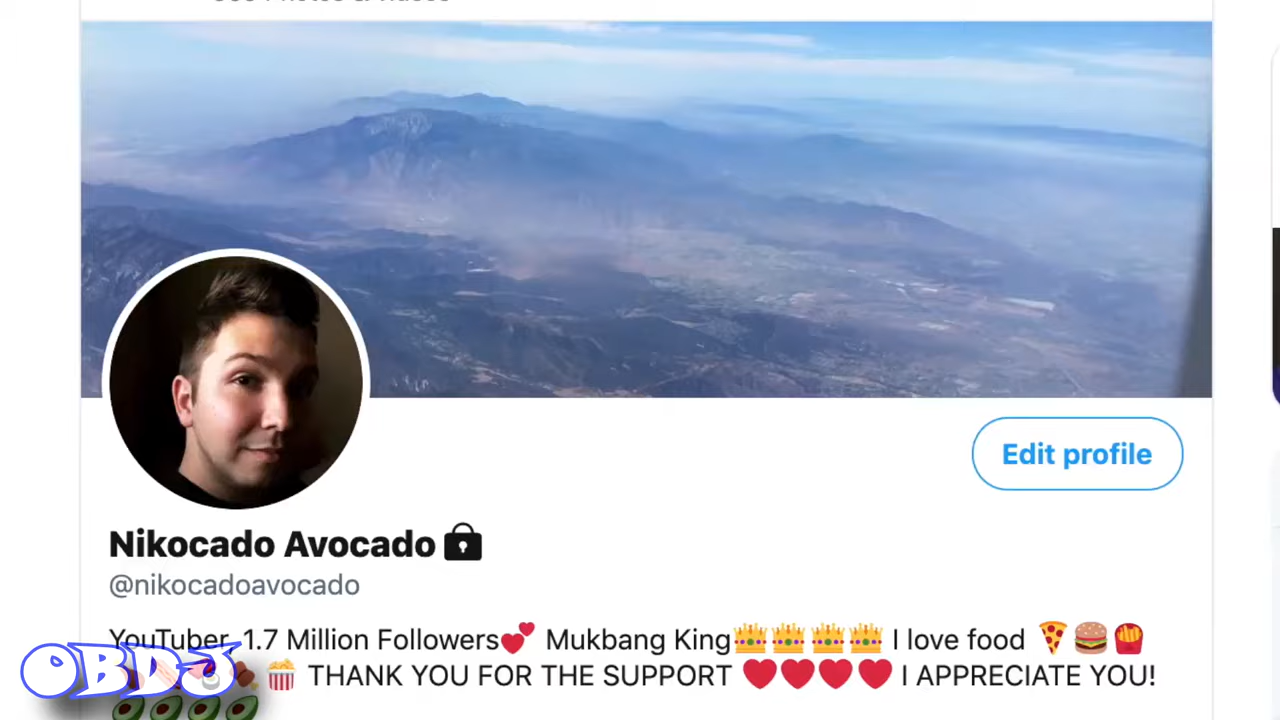 Edit profile
Nikocado Avocado
@nikocadoavocado
YouTuber 1.7 Million Followers💕 Mukbang King👑👑👑👑 I love food 🍕🍔🍟
🍿 THANK YOU FOR THE SUPPORT ❤️❤️❤️❤️ I APPRECIATE YOU!
🥑🥑🥑🥑
OBDJ